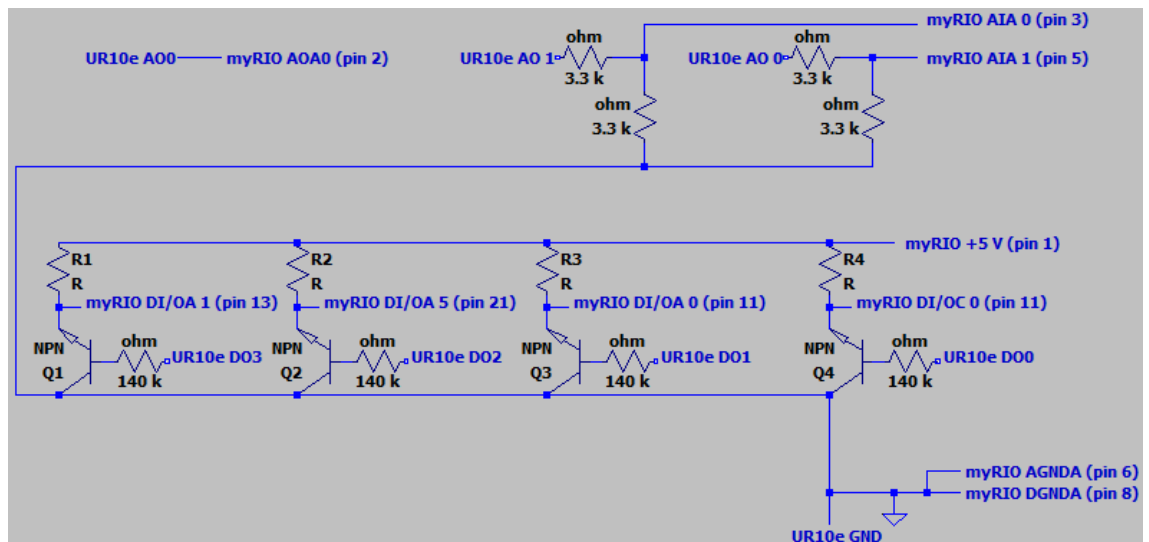 myRIO AIA 0 (pin 3)
ohm
ohm
UR10e AO0
myRIO AOA0 (pin 2)
UR10e AO 1
UR10e AO 0
myRIO AIA 1 (pin 5)
3.3 k
3.3 k
ohm
3.3 k
3.3 k
myRIO +5 V (pin 1)
R1
R
R2
R
R3
R
R4
R
myRIO DI/OA 1 (pin 13)
myRIO DI/OA 5 (pin 21)
myRIO DI/OA 0 (pin 11)
myRIO DI/OC 0 (pin 11)
NPN
Q1
ohm
140 k
UR10e DO3
NPN
Q2
ohm
140 k
UR10e DO2
NPN
Q3
ohm
140 k
UR10e DO1
NPN
Q4
ohm
140 k
UR10e DO0
myRIO AGNDA (pin 6)
myRIO DGNDA (pin 8)
UR10e GND